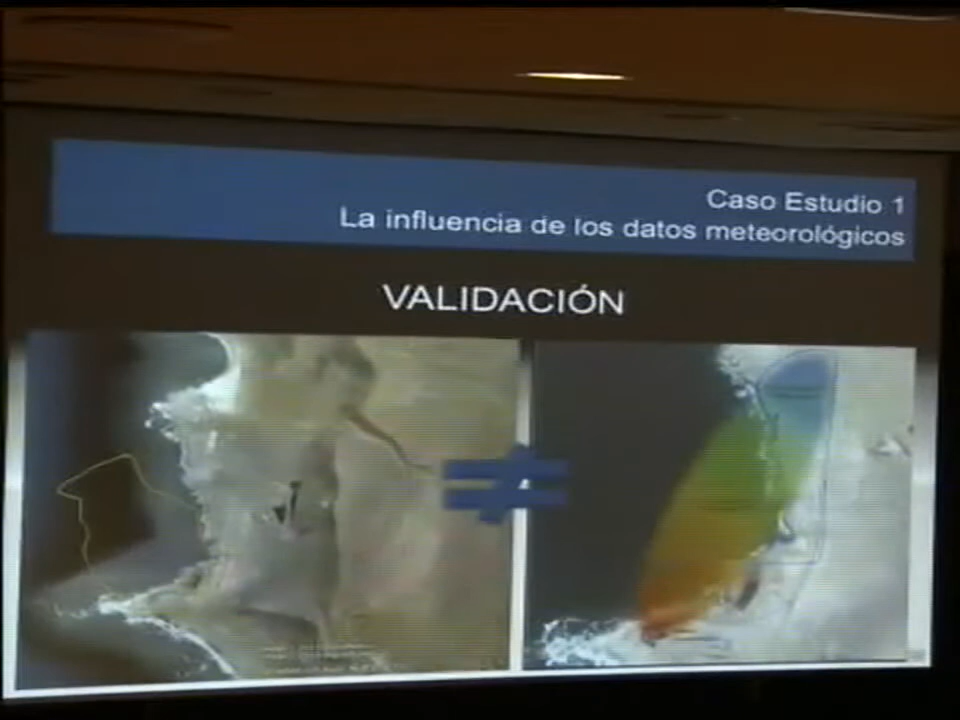 Caso Estudio 1
La influencia de los datos meteorológicos
VALIDACIÓN
≠